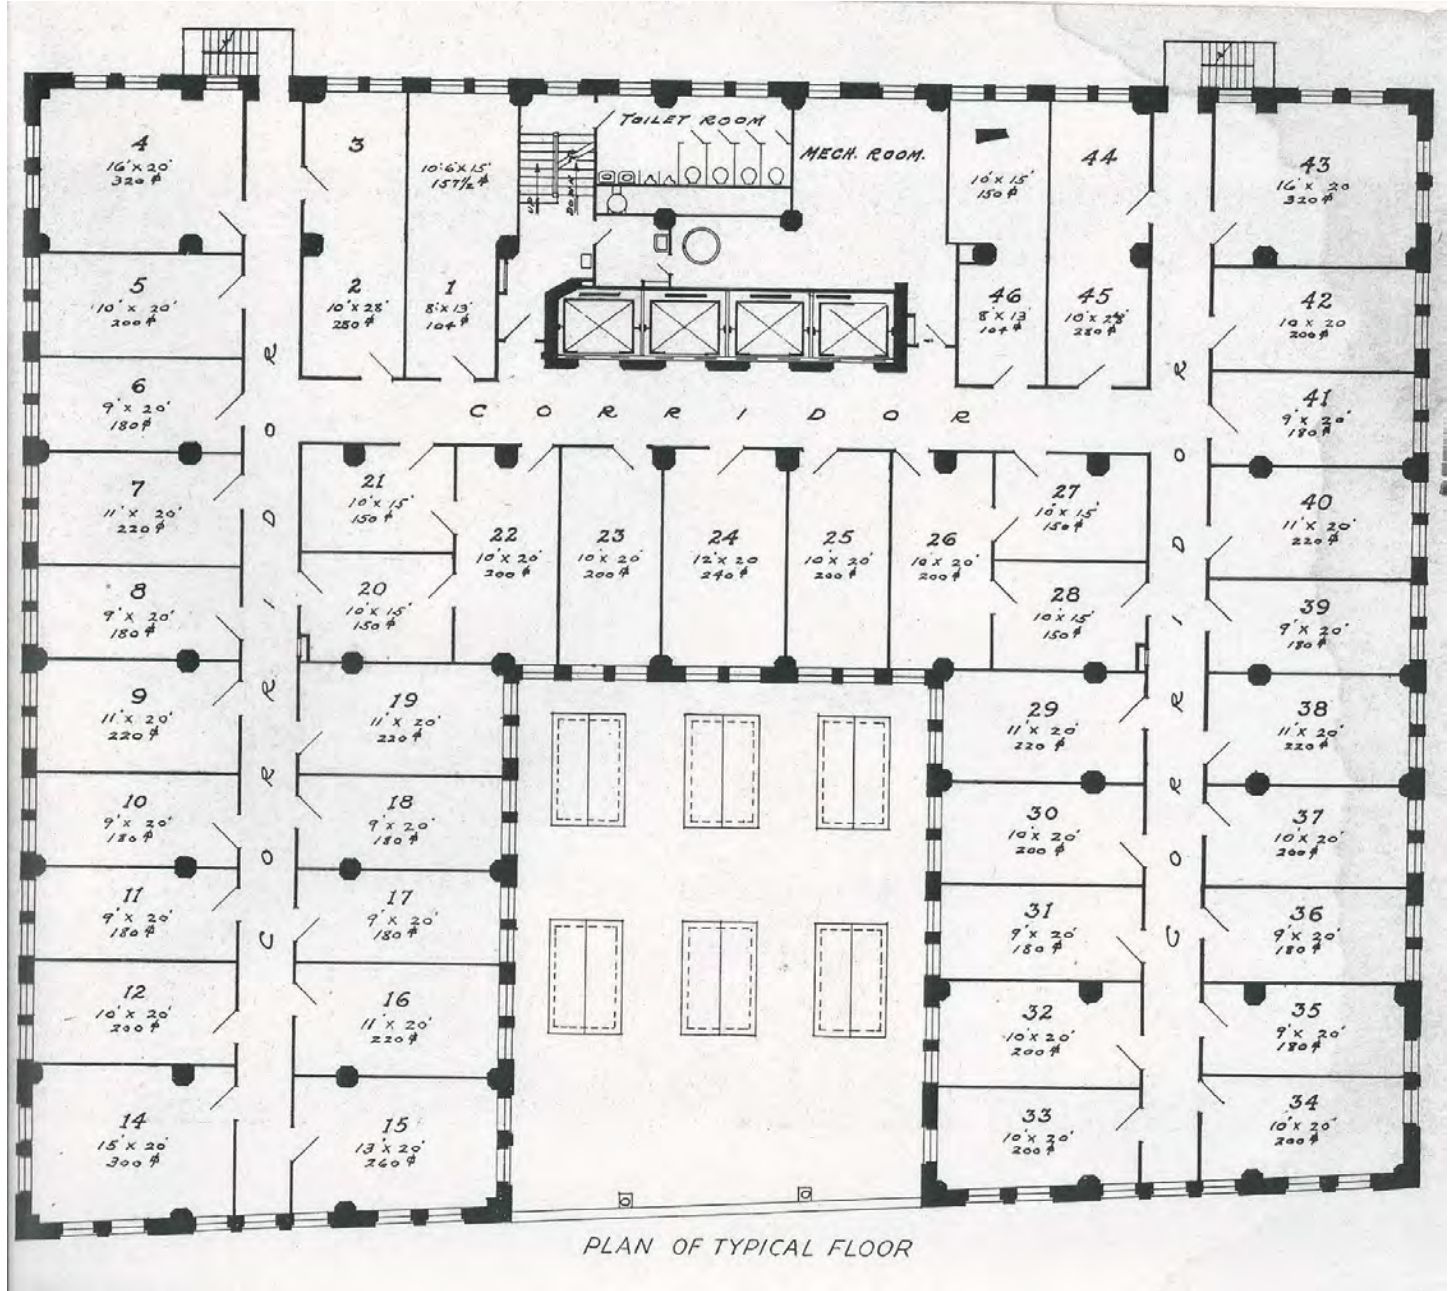 TOILET ROOM
MECH. ROOM.
UP
DOWN
4
16' x 20'
320 ⌽
3
10'-6" x 15'
157 1/2 ⌽
10' x 15'
150 ⌽
44
43
16' x 20
320 ⌽
5
10' x 20'
200 ⌽
2
10' x 28'
280 ⌽
1
8' x 13'
104 ⌽
46
8' x 13'
104 ⌽
45
10' x 28'
280 ⌽
42
10 x 20
200 ⌽
6
9' x 20'
180 ⌽
CORRIDOR
41
9' x 20'
180 ⌽
7
11' x 20'
220 ⌽
21
10' x 15'
150 ⌽
22
10' x 20'
200 ⌽
23
10' x 20'
200 ⌽
24
12' x 20
240 ⌽
25
10' x 20'
200 ⌽
26
10' x 20'
200 ⌽
27
10' x 15'
150 ⌽
40
11' x 20'
220 ⌽
8
9' x 20'
180 ⌽
20
10' x 15'
150 ⌽
28
10' x 15'
150 ⌽
39
9' x 20'
180 ⌽
CORRIDOR
CORRIDOR
9
11' x 20'
220 ⌽
19
11' x 20'
220 ⌽
29
11' x 20'
220 ⌽
38
11' x 20'
220 ⌽
10
9' x 20'
180 ⌽
18
9' x 20'
180 ⌽
30
10' x 20'
200 ⌽
37
10' x 20'
200 ⌽
11
9' x 20'
180 ⌽
17
9' x 20'
180 ⌽
31
9' x 20'
180 ⌽
36
9' x 20'
180 ⌽
12
10' x 20'
200 ⌽
16
11' x 20'
220 ⌽
32
10' x 20'
200 ⌽
35
9' x 20'
180 ⌽
14
15' x 20'
300 ⌽
15
13' x 20'
260 ⌽
33
10' x 20'
200 ⌽
34
10' x 20'
200 ⌽
PLAN OF TYPICAL FLOOR